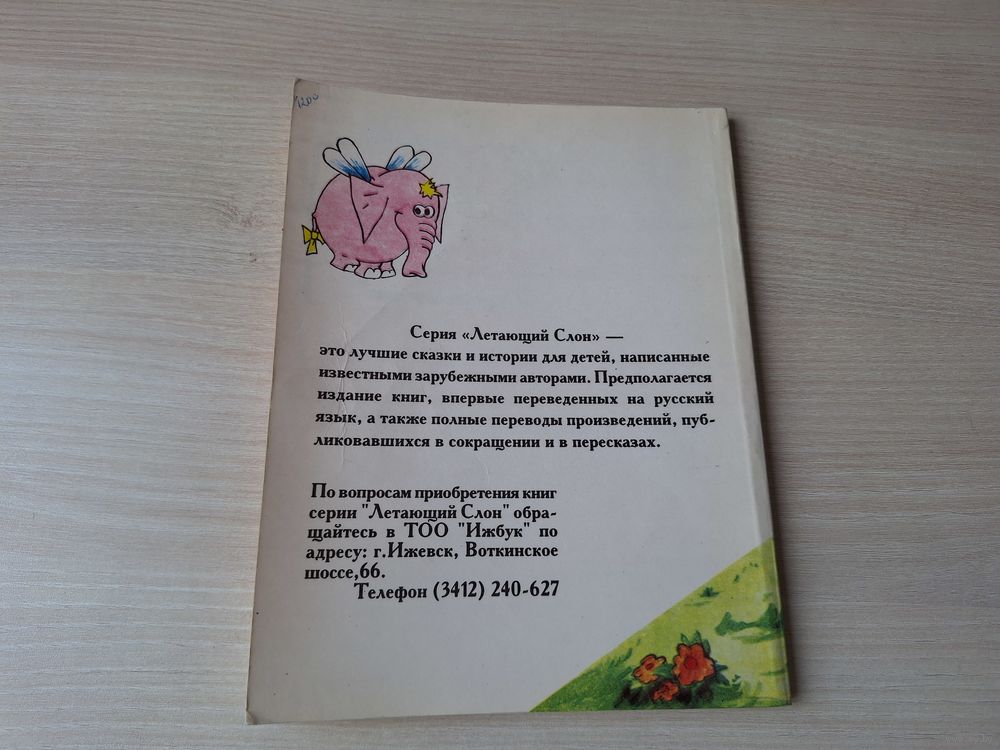 1200
Серия «Летающий Слон» —
это лучшие сказки и истории для детей, написанные
известными зарубежными авторами. Предполагается
издание книг, впервые переведенных на русский
язык, а также полные переводы произведений, пуб-
ликовавшихся в сокращении и в пересказах.
По вопросам приобретения книг
серии "Летающий Слон" обра-
щайтесь в ТОО "Ижбук" по
адресу: г.Ижевск, Воткинское
шоссе,66.
Телефон (3412) 240-627